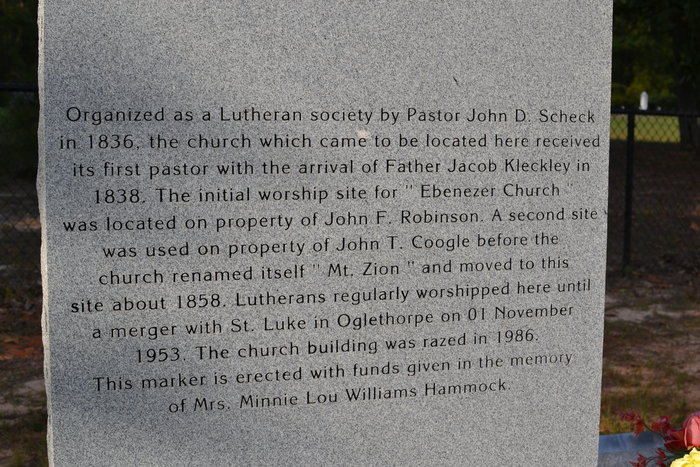 Organized as a Lutheran society by Pastor John D. Scheck
in 1836, the church which came to be located here received
its first pastor with the arrival of Father Jacob Kleckley in
1838. The initial worship site for " Ebenezer Church "
was located on property of John F. Robinson. A second site
was used on property of John T. Coogle before the
church renamed itself " Mt. Zion " and moved to this
site about 1858. Lutherans regularly worshipped here until
a merger with St. Luke in Oglethorpe on 01 November
1953. The church building was razed in 1986.
This marker is erected with funds given in the memory
of Mrs. Minnie Lou Williams Hammock.